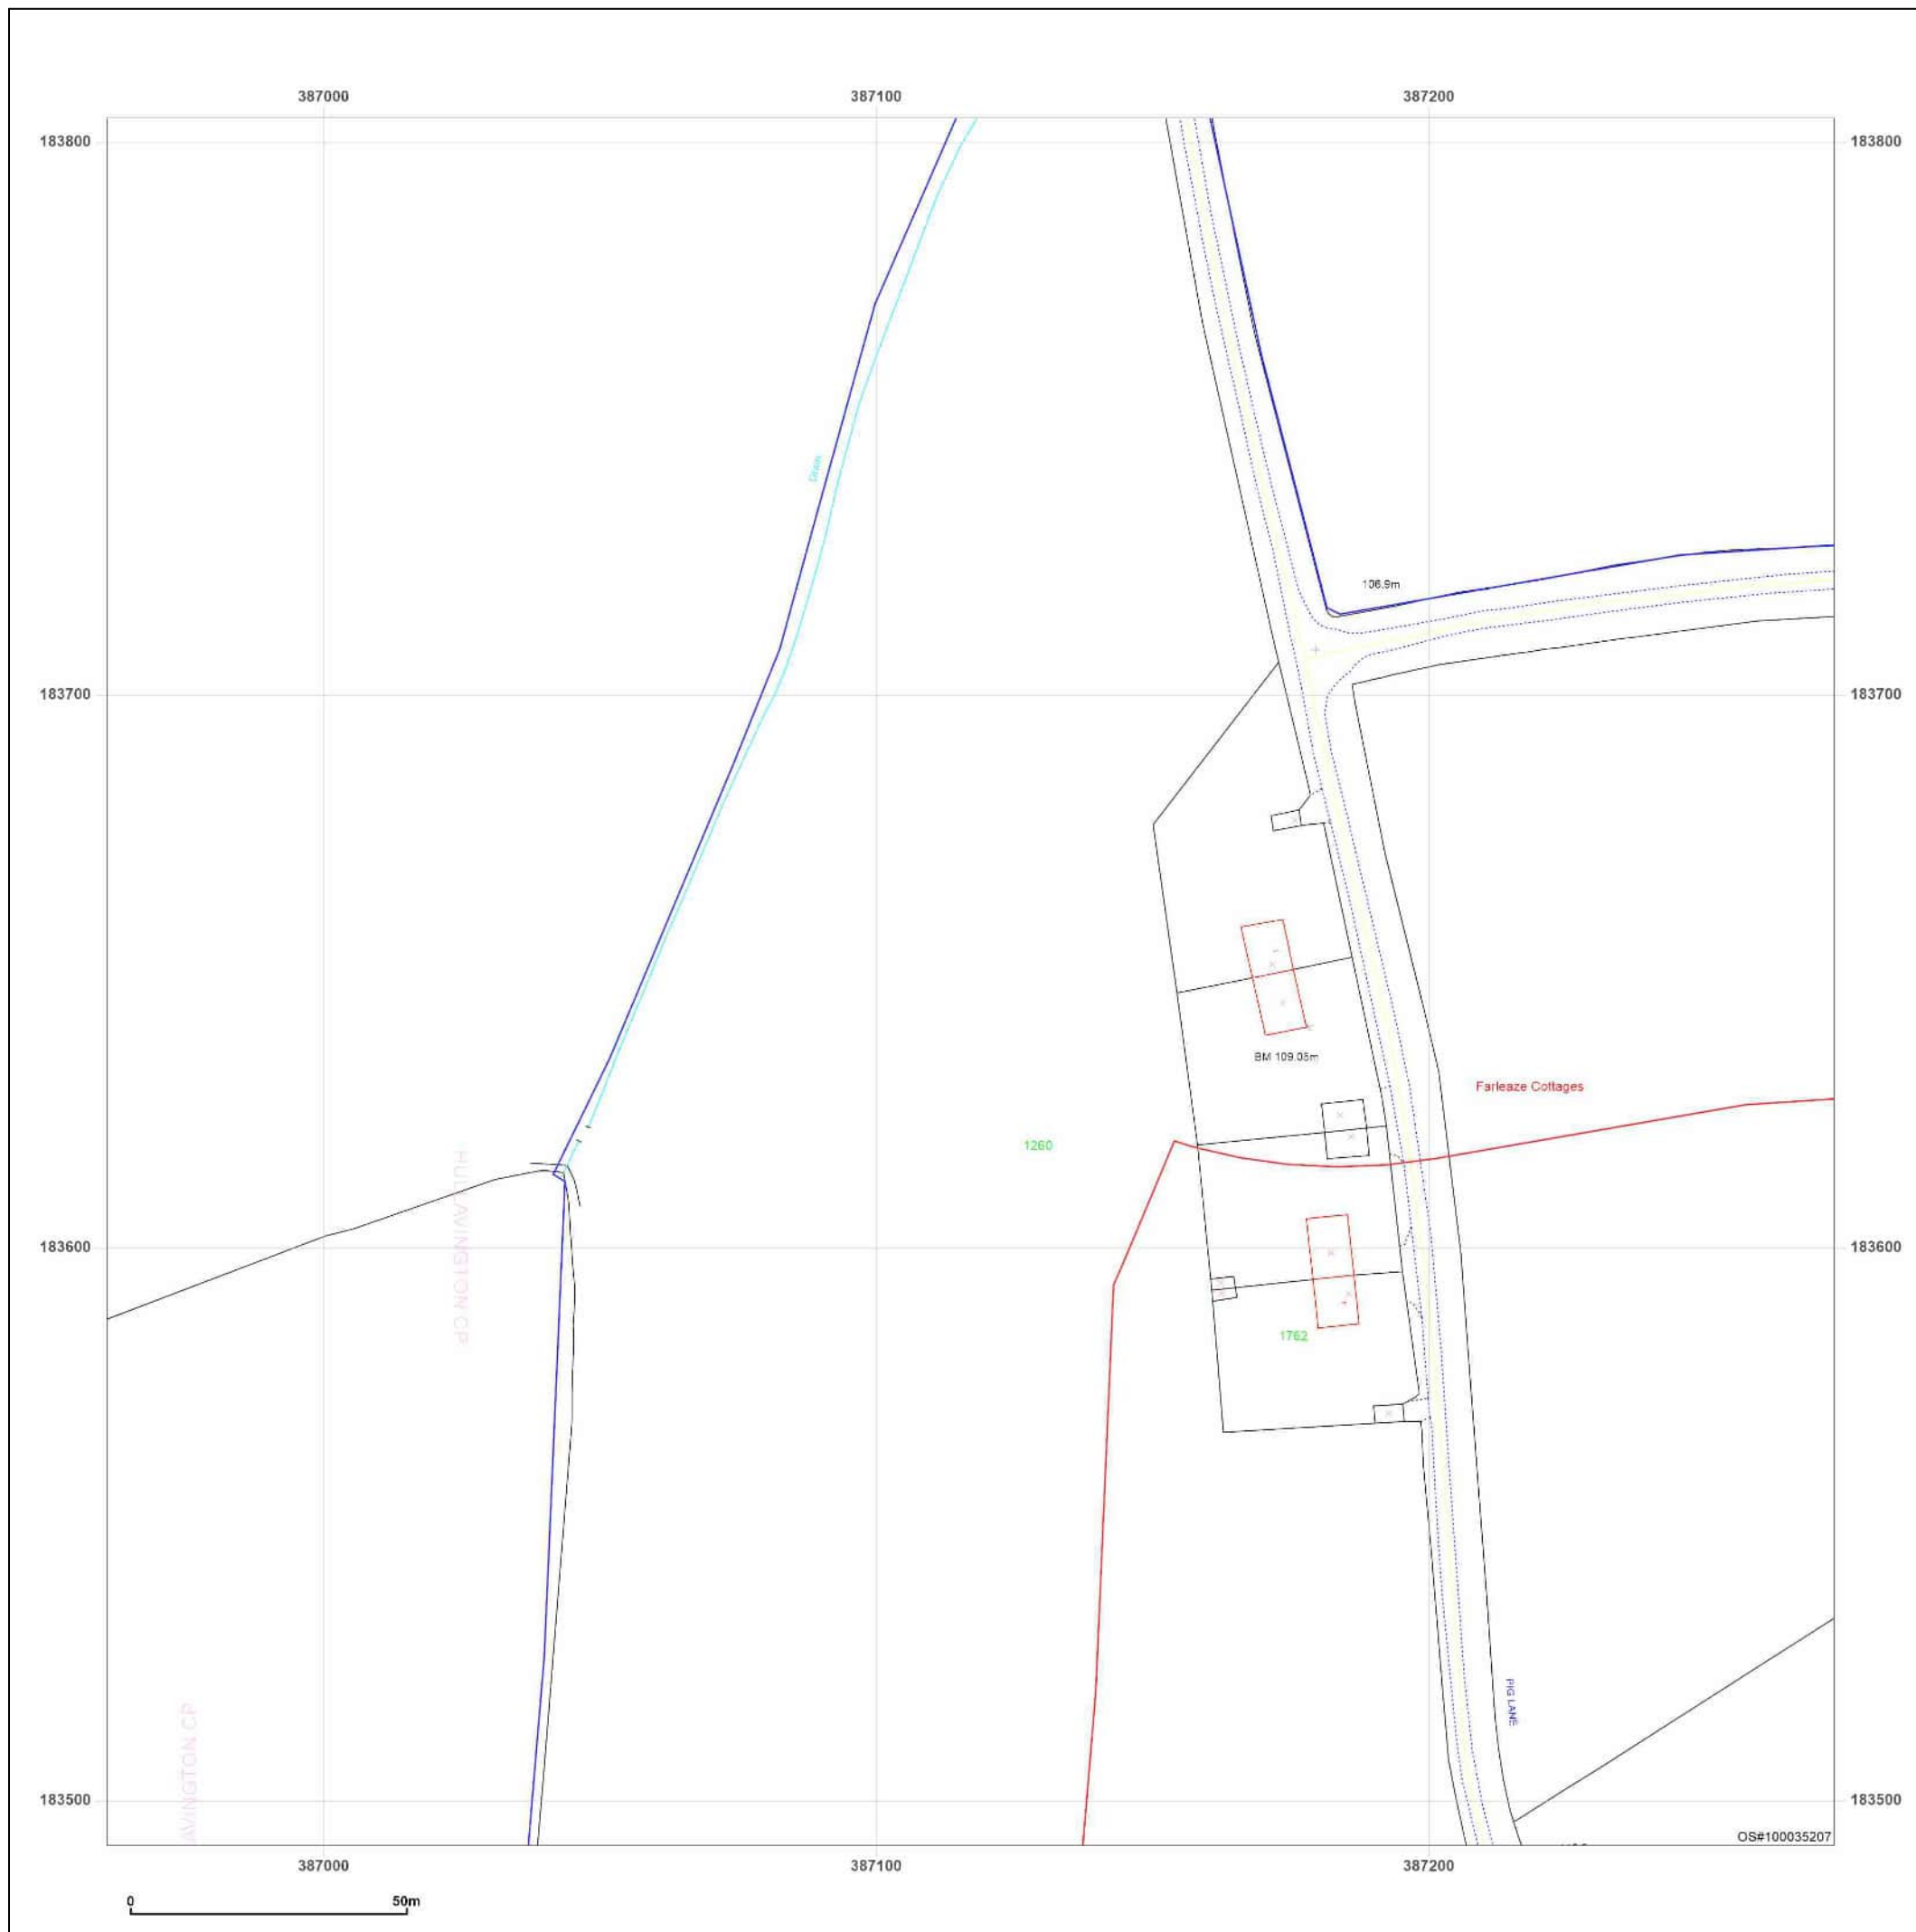 387000 387100 387200
183800 183800
Drain
106.9m
183700 183700
BM 109.05m
Farleaze Cottages
1260
HULLAVINGTON CP
183600 183600
1762
PIG LANE
AVINGTON CP
183500 183500
OS#100035207
387000 387100 387200
0 50m